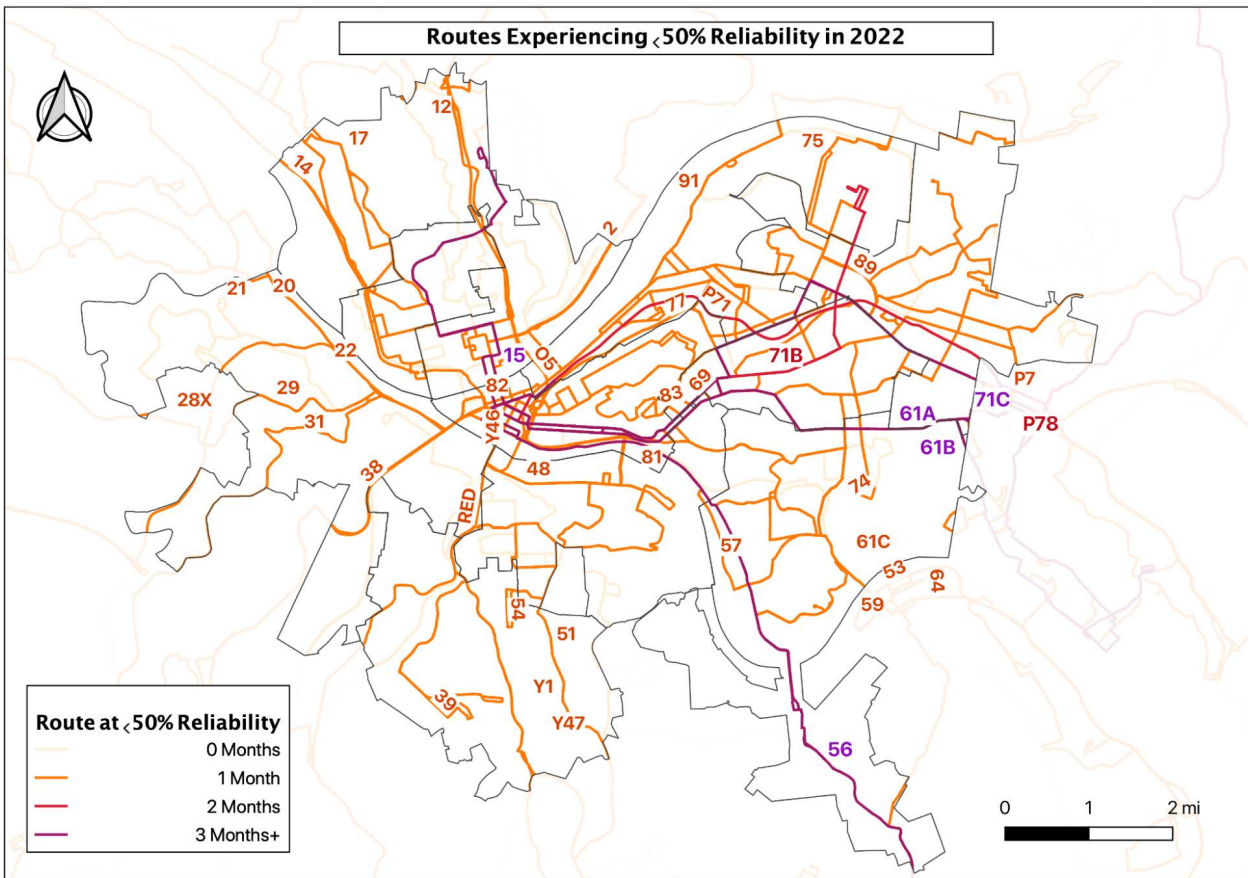 Routes Experiencing <50% Reliability in 2022
12
17
75
14
91
2
89
21
20
77
P71
15
O5
22
71B
82
83
69
P7
28X
29
71C
61A
Y46
P78
31
61B
81
38
48
74
RED
57
61C
53
64
54
59
51
Y1
39
Y47
56
Route at <50% Reliability
0 Months
1 Month
2 Months
3 Months+
0 1 2 mi